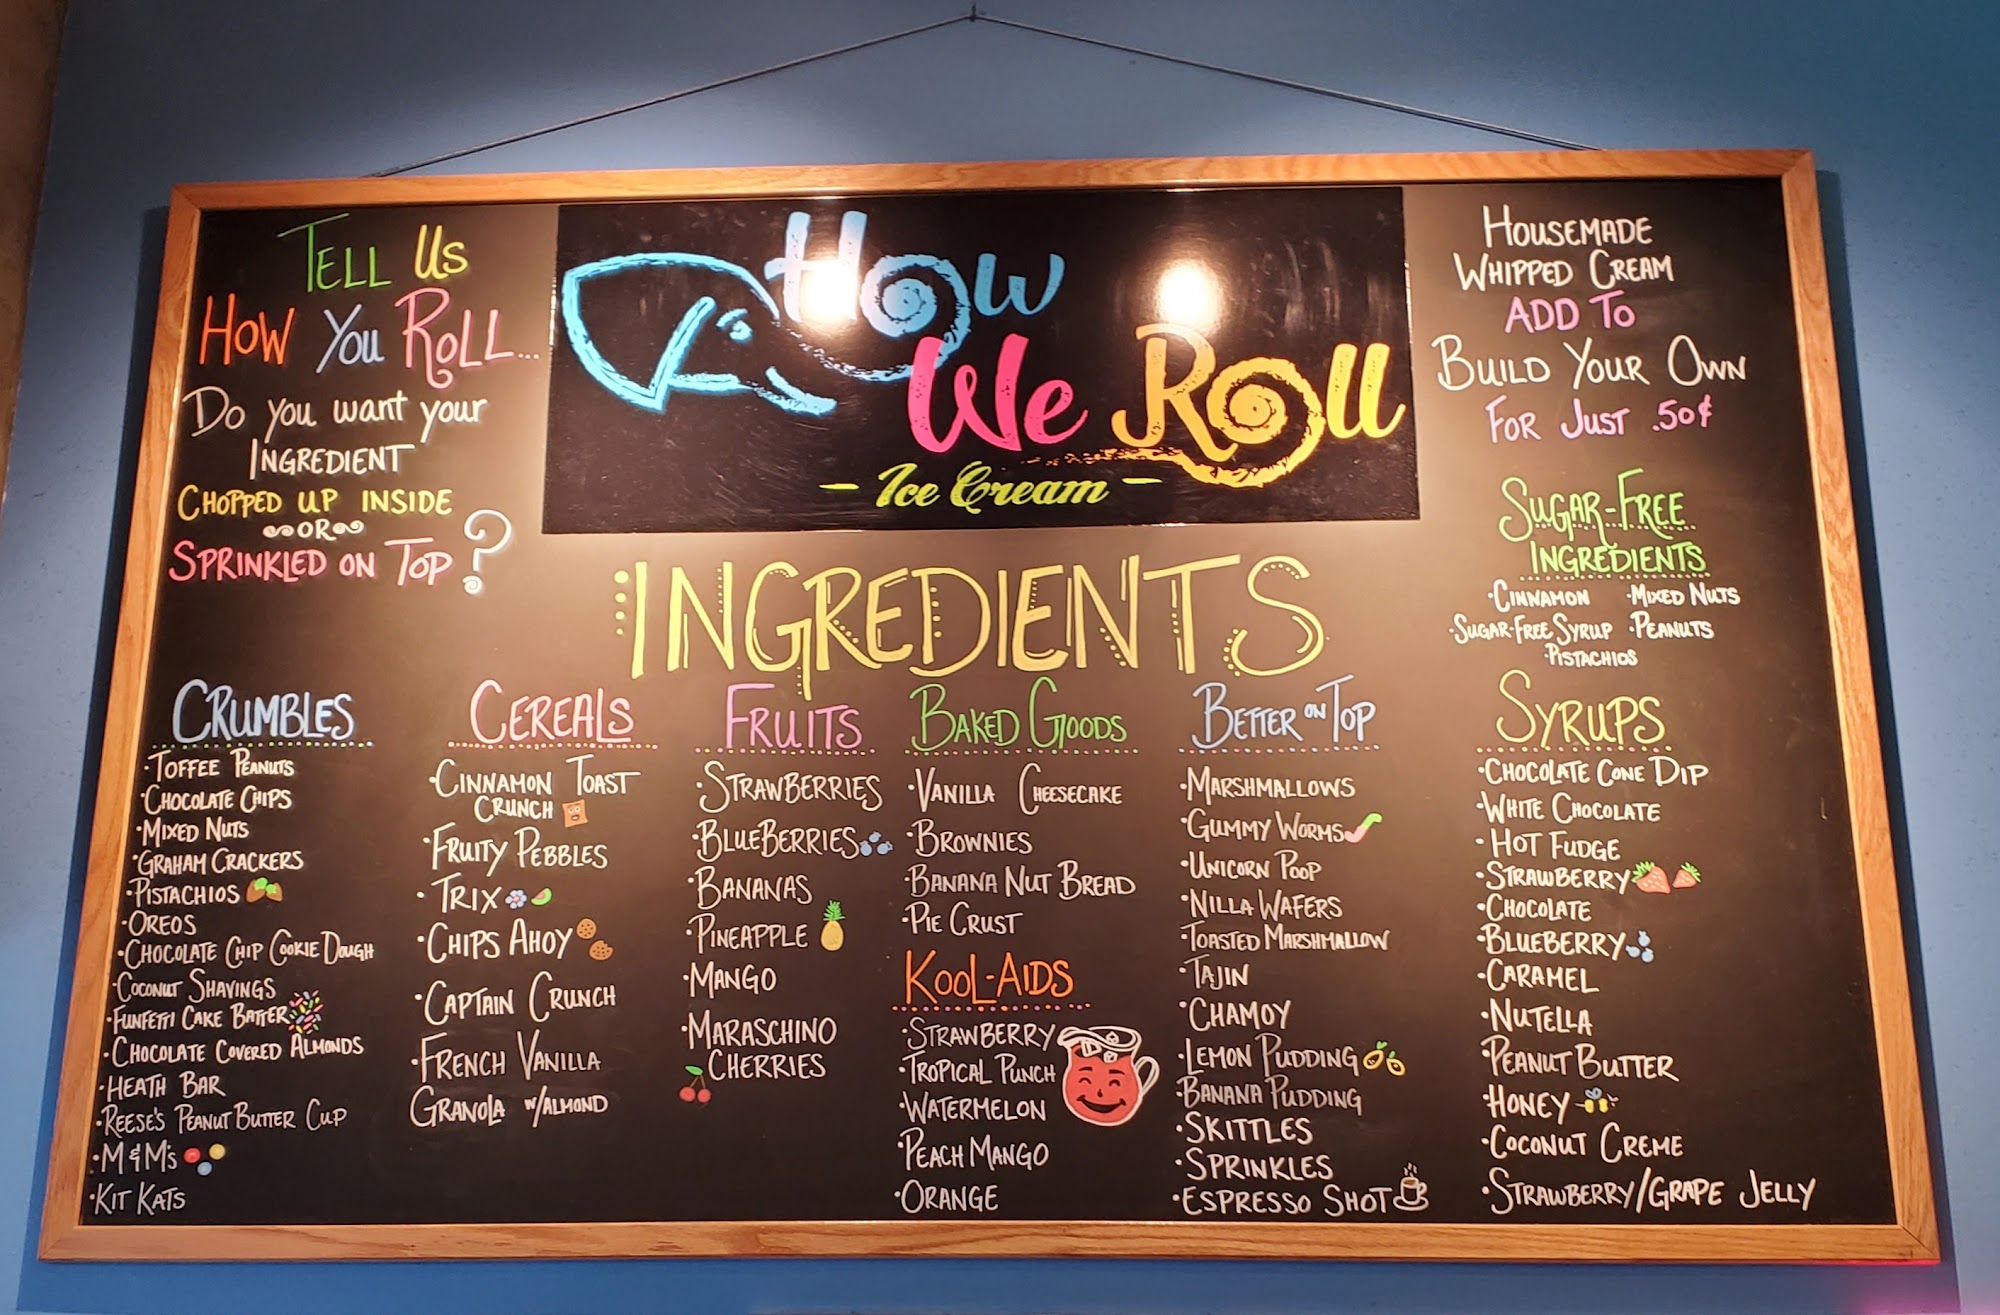 TELL Us
HOW YOU ROLL...
Do you want your
INGREDIENT
CHOPPED UP INSIDE
OR
SPRINKLED ON TOP?
How
We Roll
- Ice Cream -
HOUSEMADE
WHIPPED CREAM
ADD TO
BUILD YOUR OWN
FOR JUST .50¢
SUGAR-FREE
INGREDIENTS
·CINNAMON ·MIXED NUTS
·SUGAR-FREE SYRUP ·PEANUTS
·PISTACHIOS
INGREDIENTS
CRUMBLES
·TOFFEE PEANUTS
·CHOCOLATE CHIPS
·MIXED NUTS
·GRAHAM CRACKERS
·PISTACHIOS
·OREOS
·CHOCOLATE CHIP COOKIE DOUGH
·COCONUT SHAVINGS
·FUNFETTI CAKE BATTER
·CHOCOLATE COVERED ALMONDS
·HEATH BAR
·REESE'S PEANUT BUTTER CUP
·M&M's
·KIT KATS
CEREALS
·CINNAMON TOAST
CRUNCH
·FRUITY PEBBLES
·TRIX
·CHIPS AHOY
·CAPTAIN CRUNCH
·FRENCH VANILLA
GRANOLA W/ALMOND
FRUITS
·STRAWBERRIES
·BLUEBERRIES
·BANANAS
·PINEAPPLE
·MANGO
·MARASCHINO
CHERRIES
BAKED GOODS
·VANILLA CHEESECAKE
·BROWNIES
·BANANA NUT BREAD
·PIE CRUST
KOOL-AIDS
·STRAWBERRY
·TROPICAL PUNCH
·WATERMELON
·PEACH MANGO
·ORANGE
BETTER ON TOP
·MARSHMALLOWS
·GUMMY WORMS
·UNICORN POOP
·NILLA WAFERS
·TOASTED MARSHMALLOW
·TAJIN
·CHAMOY
·LEMON PUDDING
·BANANA PUDDING
·SKITTLES
·SPRINKLES
·ESPRESSO SHOT
SYRUPS
·CHOCOLATE CONE DIP
·WHITE CHOCOLATE
·HOT FUDGE
·STRAWBERRY
·CHOCOLATE
·BLUEBERRY
·CARAMEL
·NUTELLA
·PEANUT BUTTER
·HONEY
·COCONUT CREME
·STRAWBERRY/GRAPE JELLY